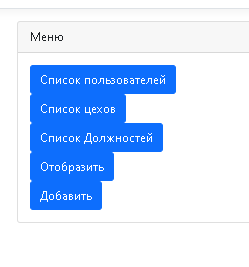 Меню
Список пользователей
Список цехов
Список Должностей
Отобразить
Добавить